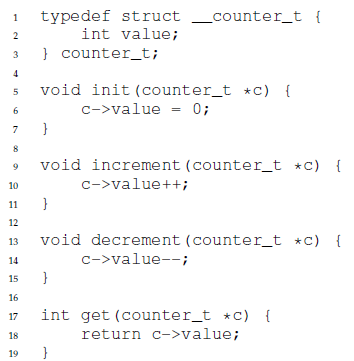 1 typedef struct __counter_t {
2     int value;
3 } counter_t;
4
5 void init(counter_t *c) {
6     c->value = 0;
7 }
8
9 void increment(counter_t *c) {
10     c->value++;
11 }
12
13 void decrement(counter_t *c) {
14     c->value--;
15 }
16
17 int get(counter_t *c) {
18     return c->value;
19 }